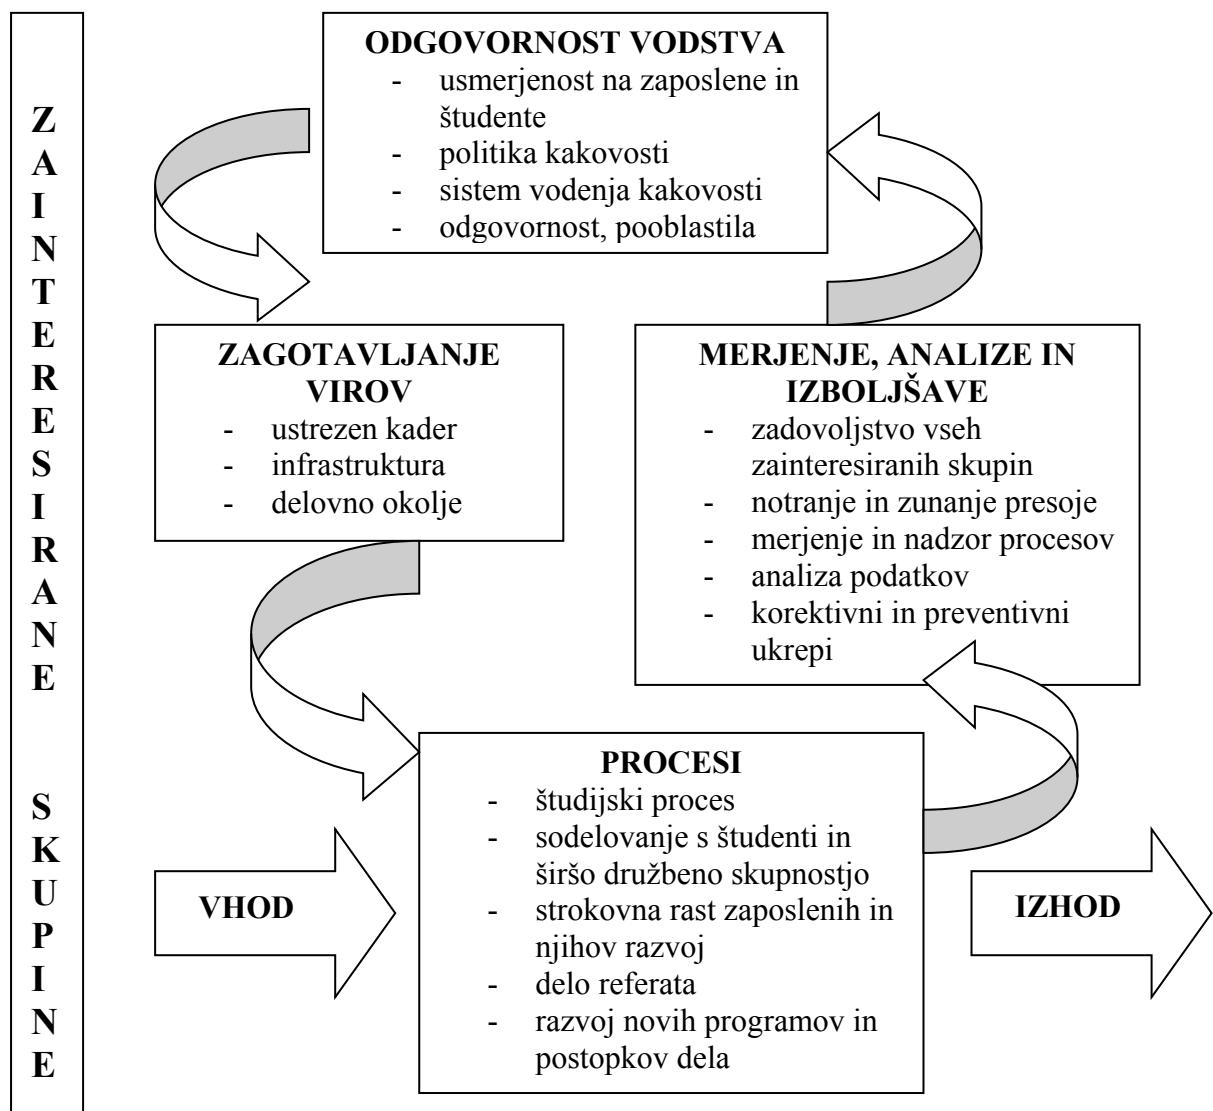 ZAINTERESIRANE SKUPINE
ODGOVORNOST VODSTVA
- usmerjenost na zaposlene in
študente
- politika kakovosti
- sistem vodenja kakovosti
- odgovornost, pooblastila
ZAGOTAVLJANJE
VIROV
- ustrezen kader
- infrastruktura
- delovno okolje
MERJENJE, ANALIZE IN
IZBOLJŠAVE
- zadovoljstvo vseh
zainteresiranih skupin
- notranje in zunanje presoje
- merjenje in nadzor procesov
- analiza podatkov
- korektivni in preventivni
ukrepi
VHOD
PROCESI
- študijski proces
- sodelovanje s študenti in
širšo družbeno skupnostjo
- strokovna rast zaposlenih in
njihov razvoj
- delo referata
- razvoj novih programov in
postopkov dela
IZHOD